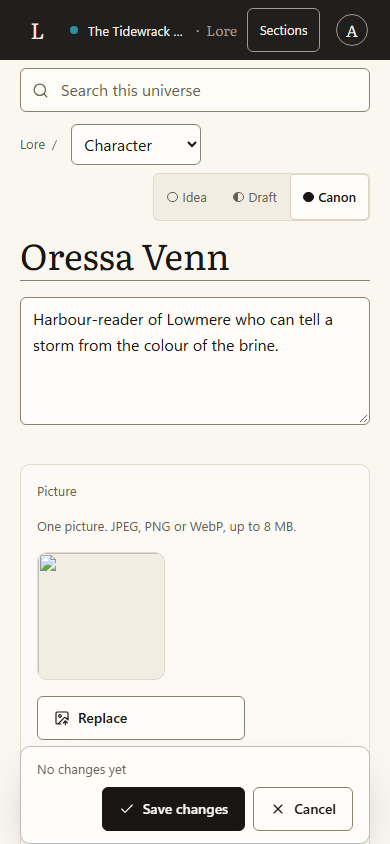 L
The Tidewrack ... · Lore
Sections
A
Search this universe
Lore /
Character
Idea
Draft
Canon
Oressa Venn
Harbour-reader of Lowmere who can tell a
storm from the colour of the brine.
Picture
One picture. JPEG, PNG or WebP, up to 8 MB.
Replace
No changes yet
Save changes
Cancel